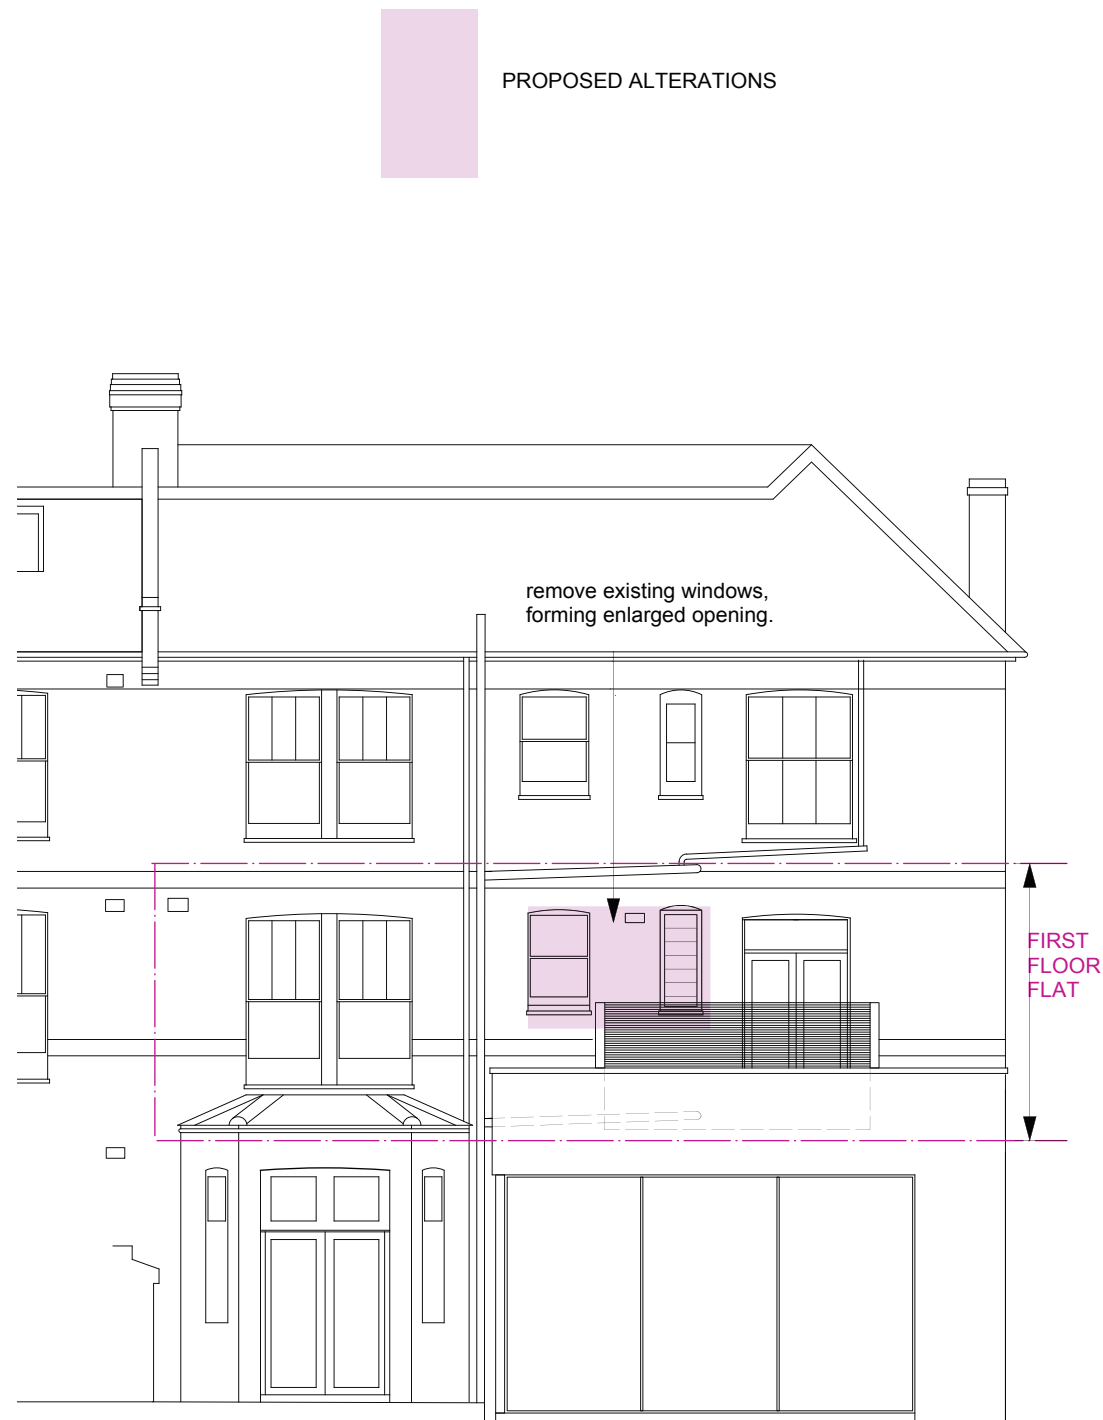 PROPOSED ALTERATIONS
remove existing windows,
forming enlarged opening.
FIRST
FLOOR
FLAT